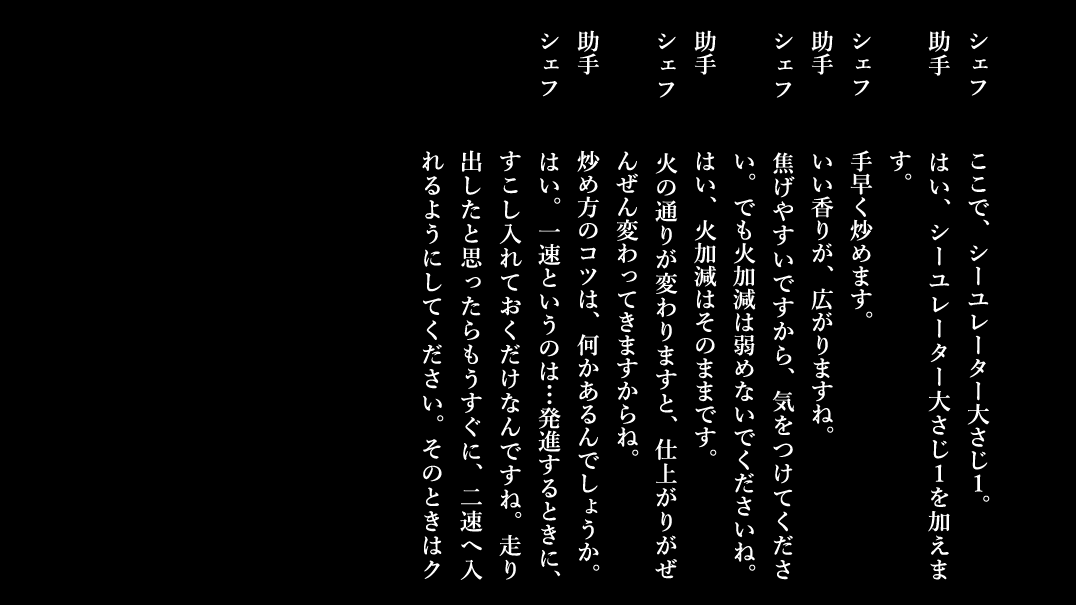 シェフ　ここで、シーユレーター大さじ1。
助手　はい、シーユレーター大さじ1を加えま
す。
シェフ　手早く炒めます。
助手　いい香りが、広がりますね。
シェフ　焦げやすいですから、気をつけてくださ
い。でも火加減は弱めないでくださいね。
助手　はい、火加減はそのままです。
シェフ　火の通りが変わりますと、仕上がりがぜ
んぜん変わってきますからね。
助手　炒め方のコツは、何かあるんでしょうか。
シェフ　はい。一速というのは…発進するときに、
すこし入れておくだけなんですね。走り
出したと思ったらもうすぐに、二速へ入
れるようにしてください。そのときはク